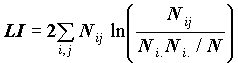 LI = 2∑_{i,j} N_{ij} ln(N_{ij} / (N_{i.} N_{i.} / N))